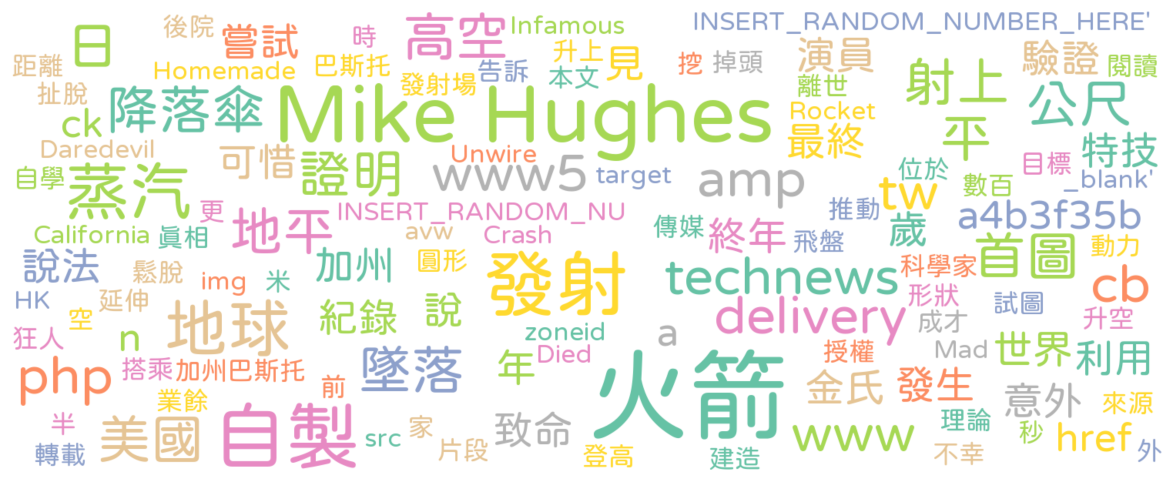 INSERT_RANDOM_NUMBER_HERE'
後院
時
高空
Infamous
日
嘗試
升上
演員
驗證
距離
Homemade
巴斯托
發射場
告訴
本文
見
挖
掉頭
閱讀
扯脫
降落傘
Mike Hughes
離世
射上
公尺
ck
Rocket
最終
平
Daredevil
可惜
證明
Unwire
www5
target
amp
位於
目標
特技
自學
蒸汽
tw
數百
_blank'
更
地平
INSERT_RANDOM_NU
推動
a4b3f35b
California
眞相
avw
Crash
傳媒
終年
飛盤
歲
首圖
動力
說法
鬆脫
加州
圓形
發射
technews
科學家
img
米
cb
HK
延伸
地球
紀錄
說
delivery
形狀
試圖
空
n
zoneid
a
成才
升空
狂人
墜落
年
Died
火箭
授權
Mad
世界
利用
php
搭乘
加州巴斯托
前
金氏
發生
意外
來源
業餘
半
美國
自製
src
家
致命
www
理論
秒
href
轉載
片段
登高
建造
不幸
外